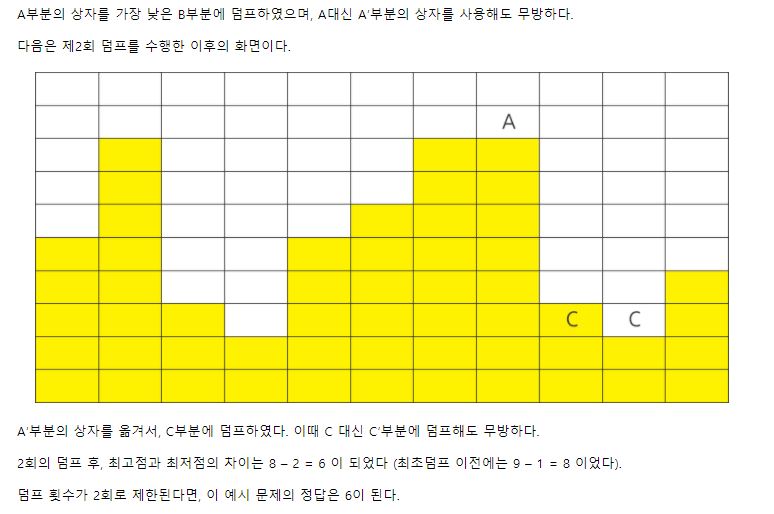 A부분의 상자를 가장 낮은 B부분에 덤프하였으며, A대신 A'부분의 상자를 사용해도 무방하다.
다음은 제2회 덤프를 수행한 이후의 화면이다.
A
C
C
A'부분의 상자를 옮겨서, C부분에 덤프하였다. 이때 C 대신 C'부분에 덤프해도 무방하다.
2회의 덤프 후, 최고점과 최저점의 차이는 8 – 2 = 6 이 되었다 (최초덤프 이전에는 9 – 1 = 8 이었다).
덤프 횟수가 2회로 제한된다면, 이 예시 문제의 정답은 6이 된다.